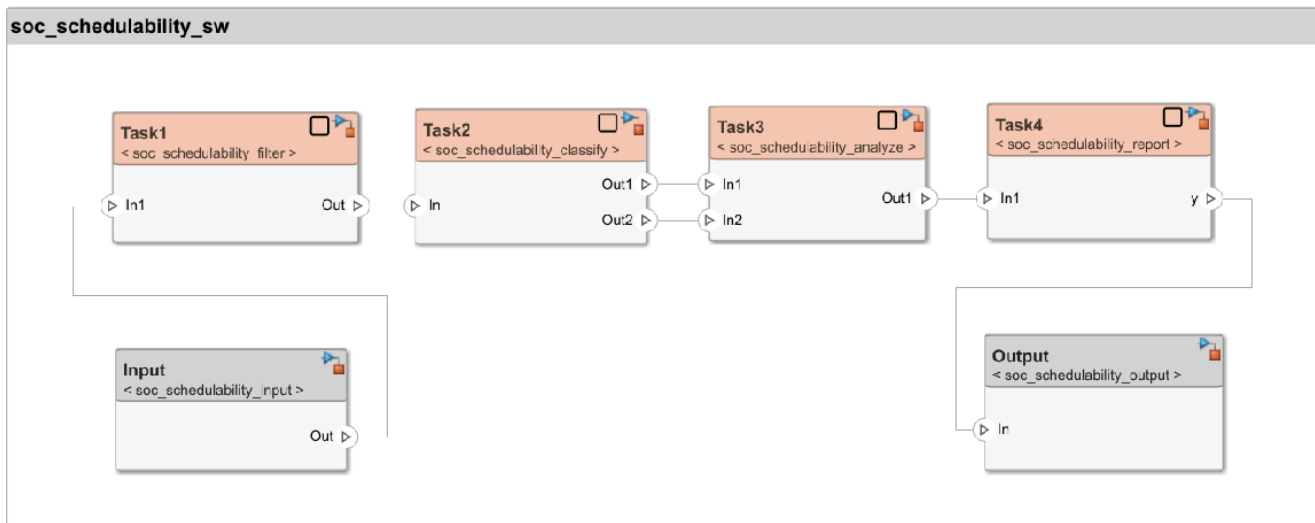 soc_schedulability_sw
Task1
< soc_schedulability_filter >
In1
Out
Task2
< soc_schedulability_classify >
In
Out1
Out2
Task3
< soc_schedulability_analyze >
In1
In2
Out1
Task4
< soc_schedulability_report >
In1
y
Input
< soc_schedulability_input >
Out
Output
< soc_schedulability_output >
In